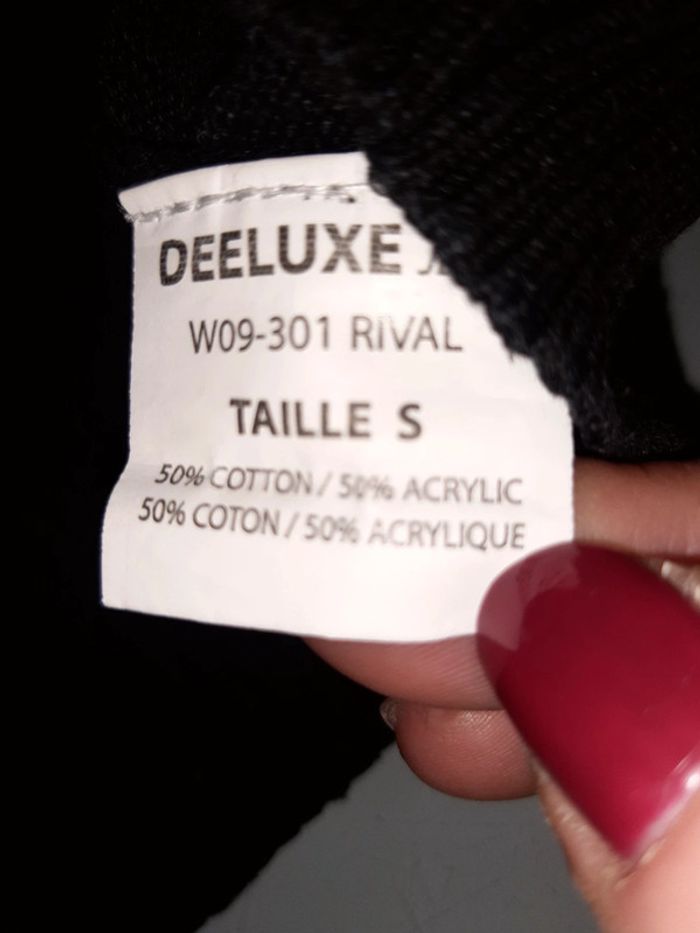 DEELUXE
W09-301 RIVAL
TAILLE S
50% COTTON / 50% ACRYLIC
50% COTON / 50% ACRYLIQUE